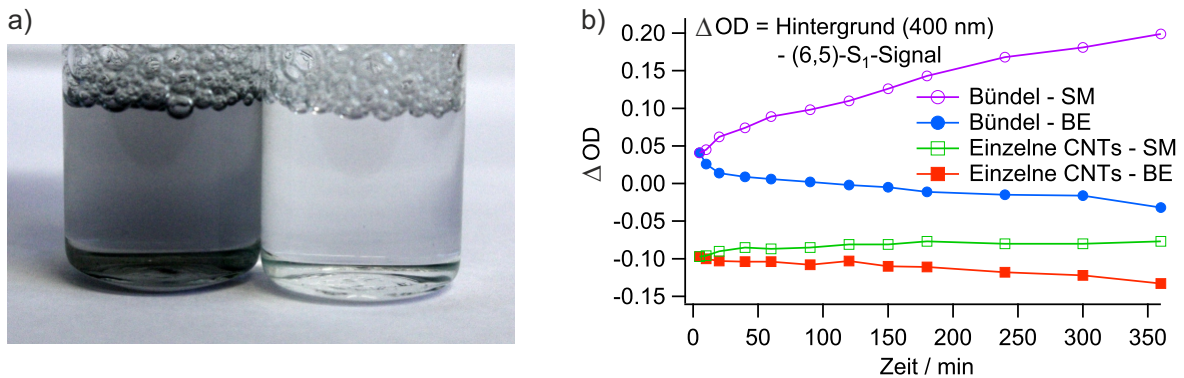 a)
b)
ΔOD = Hintergrund (400 nm)
- (6,5)-S₁-Signal
Bündel - SM
Bündel - BE
Einzelne CNTs - SM
Einzelne CNTs - BE
ΔOD
0.20
0.15
0.10
0.05
0.00
-0.05
-0.10
-0.15
0
50
100
150
200
250
300
350
Zeit / min